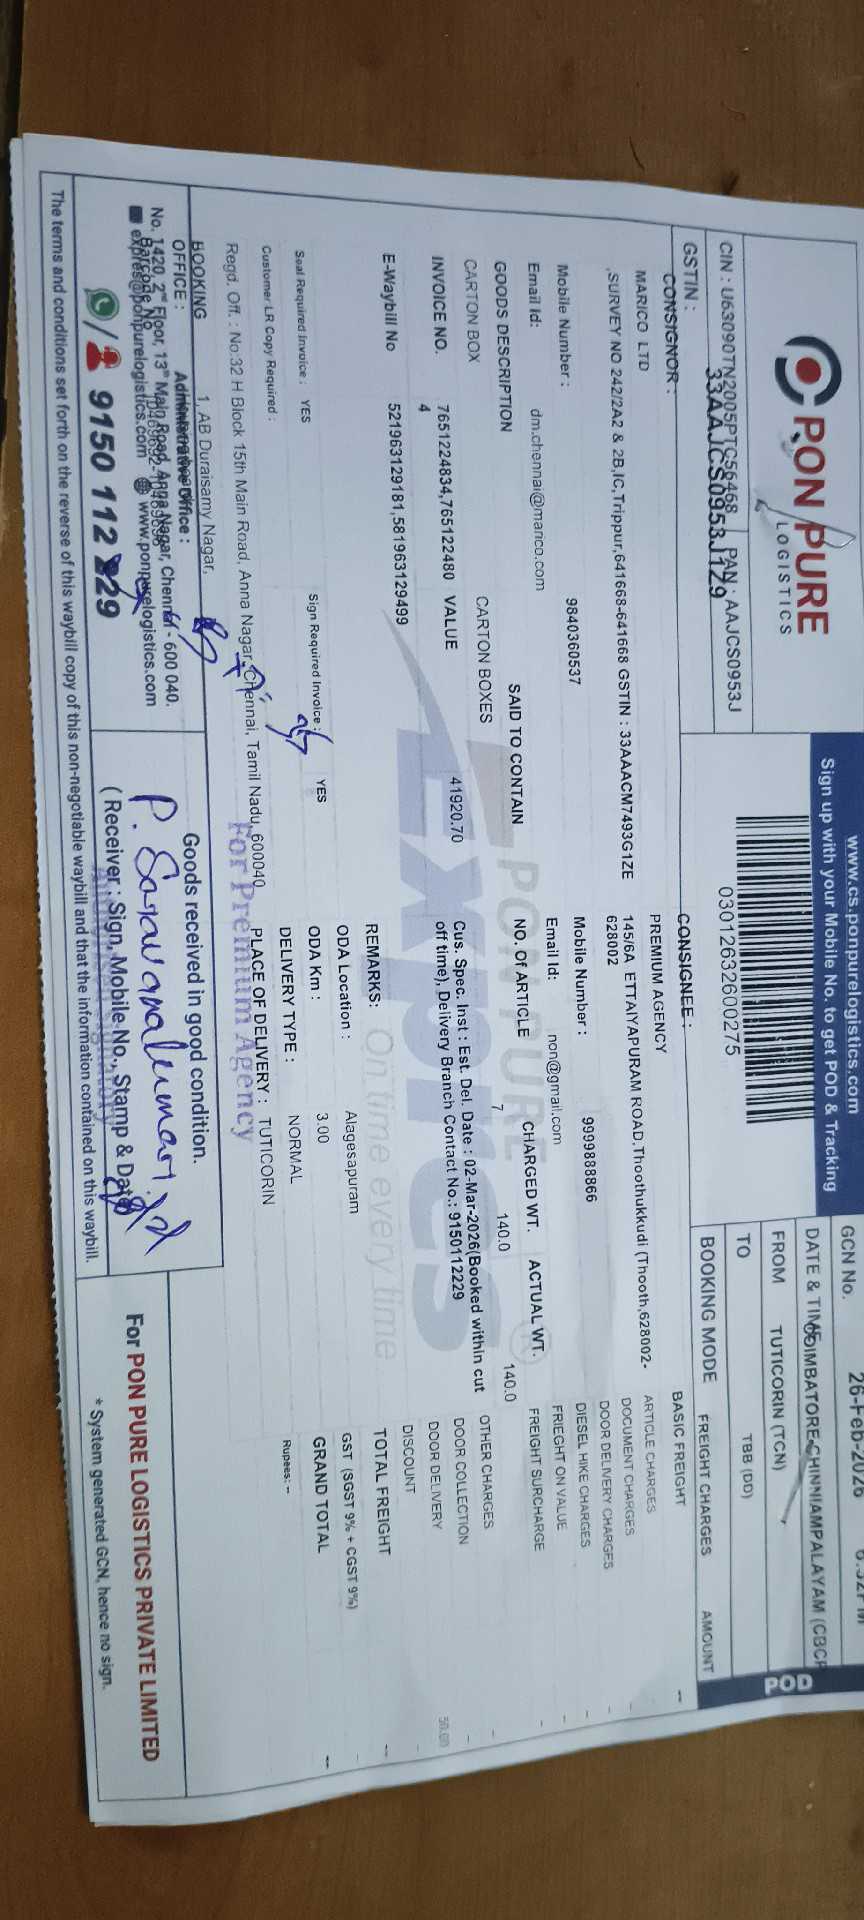 PON PURE
LOGISTICS
CIN : U63090TN2005PTC56468 PAN : AAJCS0953J
GSTIN : 33AAJCS0953J1Z9
www.cs.ponpurelogistics.com
Sign up with your Mobile No. to get POD & Tracking
03012632600275
GCN No.
26-Feb-2026
DATE & TIME
COIMBATORE-CHINNIAMPALAYAM (CBCP
FROM TUTICORIN (TCN)
TO
TBB (DD)
BOOKING MODE
POD
CONSIGNOR :
MARICO LTD
,SURVEY NO 242/2A2 & 2B,IC,Trippur,641668-641668 GSTIN : 33AAACM7493G1ZE
Mobile Number : 9840360537
Email Id: dm.chennai@marico.com
CONSIGNEE :
PREMIUM AGENCY
145/6A ETTAIYAPURAM ROAD,Thoothukkudi (Thooth,628002-
628002
Mobile Number : 9999888866
Email Id: non@gmail.com
GOODS DESCRIPTION SAID TO CONTAIN NO. Of ARTICLE CHARGED WT. ACTUAL WT.
CARTON BOX CARTON BOXES 7 140.0 140.0
INVOICE NO. 7651224834,765122480
4
VALUE 41920.70
E-Waybill No 521963129181,581963129499
Cus.. Spec. Inst : Est. Del. Date : 02-Mar-2026(Booked within cut
off time), Delivery Branch Contact No.: 9150112229
REMARKS:
PON PURE
EXPRES
On time every time
Seal Required Invoice : YES Sign Required Invoice : YES
Customer LR Copy Required :
ODA Location : Alagesapuram
ODA Km : 3.00
DELIVERY TYPE : NORMAL
PLACE OF DELIVERY : TUTICORIN
FREIGHT CHARGES AMOUNT
BASIC FREIGHT --
ARTICLE CHARGES
DOCUMENT CHARGES -
DOOR DELIVERY CHARGES
DIESEL HIKE CHARGES -
FRIEGHT ON VALUE -
FREIGHT SURCHARGE -
OTHER CHARGES -
DOOR COLLECTION -
DOOR DELIVERY 50.00
DISCOUNT -
TOTAL FREIGHT --
GST (SGST 9% + CGST 9%) -
GRAND TOTAL --
Rupees: --
Regd. Off. : No:32 H Block 15th Main Road, Anna Nagar, Chennai, Tamil Nadu, 600040
BOOKING
OFFICE :
1, AB Duraisamy Nagar,
Administrative Office :
No. 1420, 2nd Floor, 13th Main Road, Anna Nagar, Chennai - 600 040.
Barcode No
expres@ponpurelogistics.com www.ponpurelogistics.com
9150 112 229
For Premium Agency
Goods received in good condition.
P. Saravanakumar
( Receiver : Sign, Mobile No., Stamp & Date
For PON PURE LOGISTICS PRIVATE LIMITED
* System generated GCN, hence no sign.
The terms and conditions set forth on the reverse of this waybill copy of this non-negotiable waybill and that the information contained on this waybill.